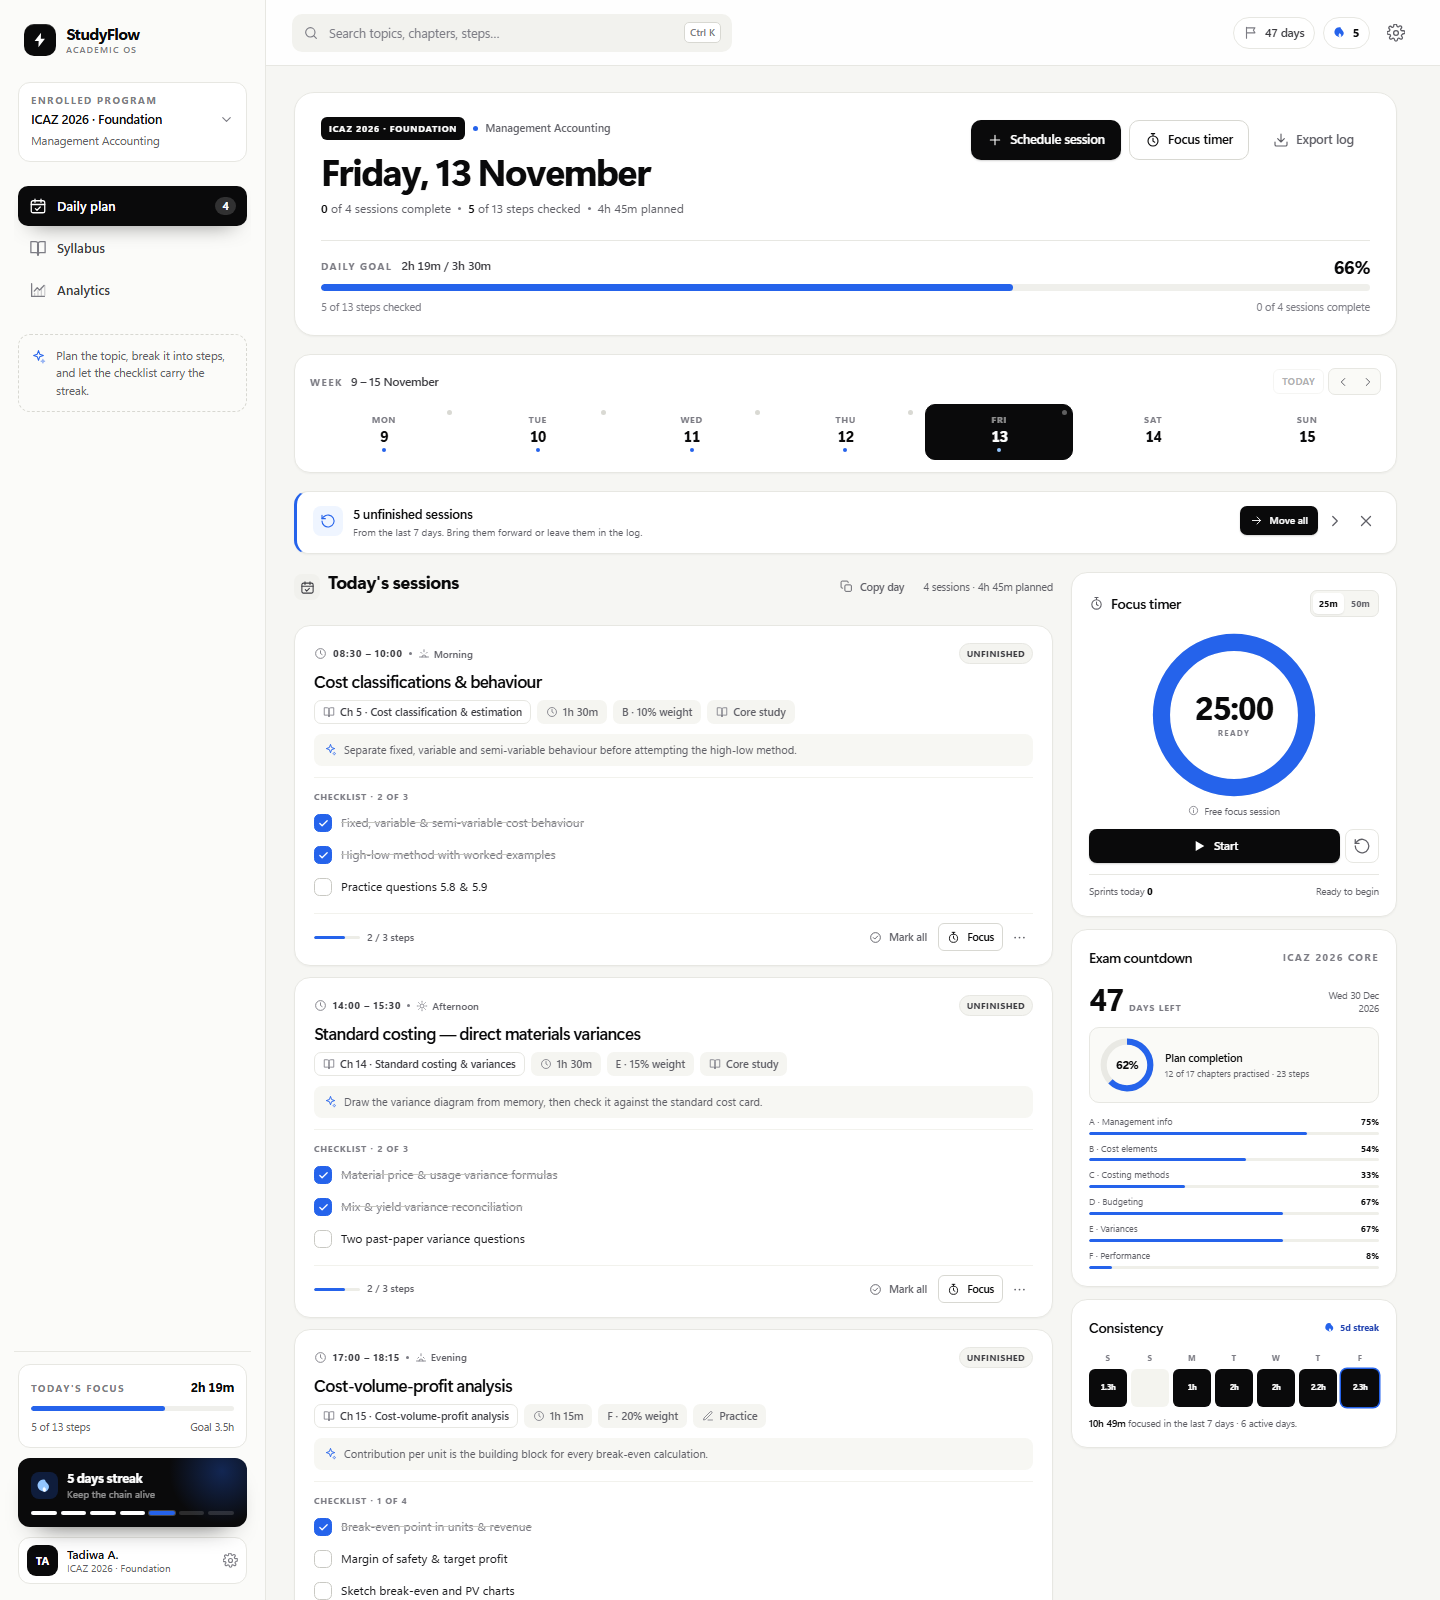 StudyFlow
ACADEMIC OS
ENROLLED PROGRAM
ICAZ 2026 · Foundation
Management Accounting
Daily plan 4
Syllabus
Analytics
Plan the topic, break it into steps,
and let the checklist carry the
streak.
TODAY'S FOCUS 2h 19m
5 of 13 steps Goal 3.5h
5 days streak
Keep the chain alive
TA
Tadiwa A.
ICAZ 2026 · Foundation
Search topics, chapters, steps... Ctrl K
47 days 5
ICAZ 2026 · FOUNDATION • Management Accounting
Friday, 13 November
0 of 4 sessions complete • 5 of 13 steps checked • 4h 45m planned
Schedule session Focus timer Export log
DAILY GOAL 2h 19m / 3h 30m 66%
5 of 13 steps checked 0 of 4 sessions complete
WEEK 9 – 15 November TODAY
MON TUE WED THU FRI SAT SUN
9 10 11 12 13 14 15
5 unfinished sessions
From the last 7 days. Bring them forward or leave them in the log.
Move all
Today's sessions Copy day 4 sessions · 4h 45m planned
08:30 – 10:00 • Morning UNFINISHED
Cost classifications & behaviour
Ch 5 · Cost classification & estimation 1h 30m B · 10% weight Core study
Separate fixed, variable and semi-variable behaviour before attempting the high-low method.
CHECKLIST · 2 OF 3
Fixed, variable & semi-variable cost behaviour
High-low method with worked examples
Practice questions 5.8 & 5.9
2 / 3 steps Mark all Focus ···
14:00 – 15:30 • Afternoon UNFINISHED
Standard costing — direct materials variances
Ch 14 · Standard costing & variances 1h 30m E · 15% weight Core study
Draw the variance diagram from memory, then check it against the standard cost card.
CHECKLIST · 2 OF 3
Material price & usage variance formulas
Mix & yield variance reconciliation
Two past-paper variance questions
2 / 3 steps Mark all Focus ···
17:00 – 18:15 • Evening UNFINISHED
Cost-volume-profit analysis
Ch 15 · Cost-volume-profit analysis 1h 15m F · 20% weight Practice
Contribution per unit is the building block for every break-even calculation.
CHECKLIST · 1 OF 4
Break-even point in units & revenue
Margin of safety & target profit
Sketch break-even and PV charts
Focus timer 25m 50m
25:00
READY
Free focus session
Start
Sprints today 0 Ready to begin
Exam countdown ICAZ 2026 CORE
47 DAYS LEFT Wed 30 Dec
2026
62%
Plan completion
12 of 17 chapters practised · 23 steps
A · Management info 75%
B · Cost elements 54%
C · Costing methods 33%
D · Budgeting 67%
E · Variances 67%
F · Performance 8%
Consistency 5d streak
S S M T W T F
1.3h 1h 2h 2h 2.2h 2.3h
10h 49m focused in the last 7 days · 6 active days.